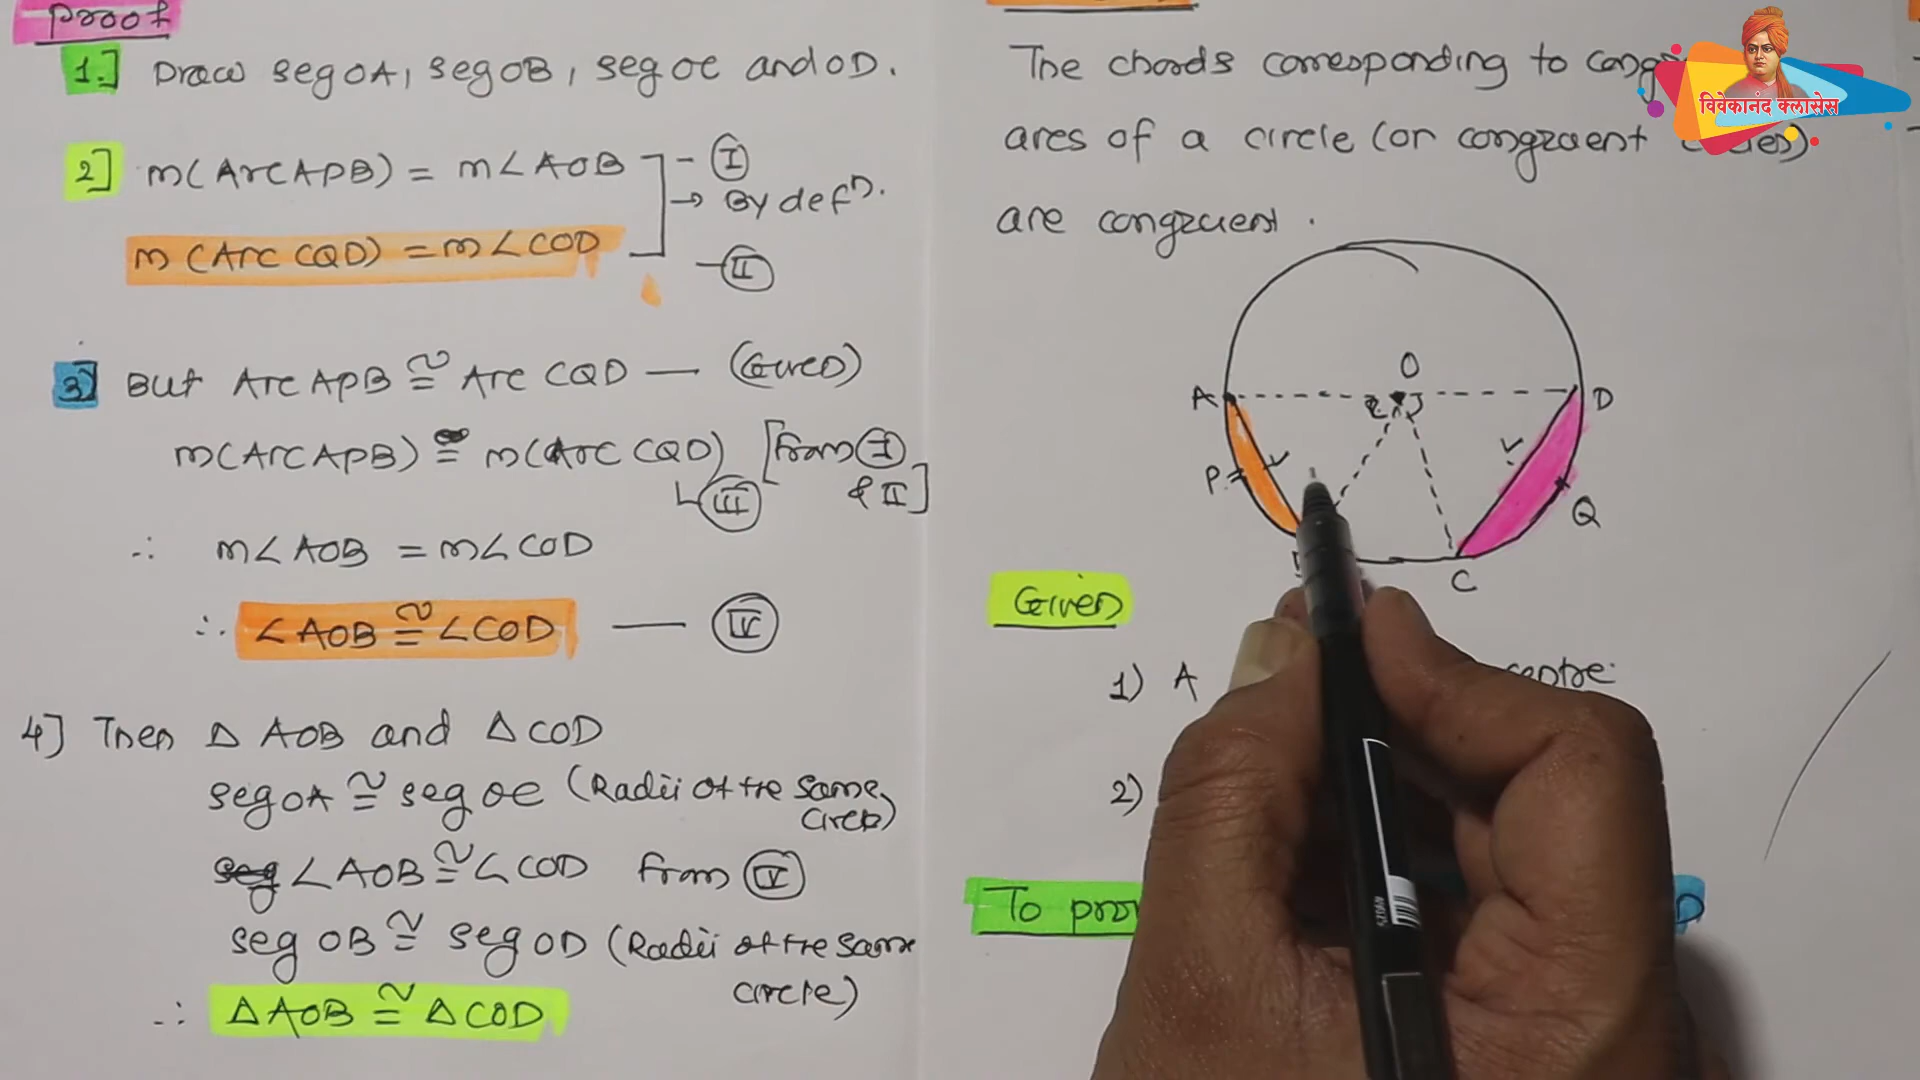 Proof
1.] Draw seg OA, seg OB, seg OC and OD.
2] m(Arc APB) = m∠AOB - Ⓘ
→ By defⁿ.
m (Arc CQD) = m∠COD - Ⅱ
3] But Arc APB ≅ Arc CQD — (Given)
m(Arc APB) = m(Arc CQD) [from Ⓘ
& Ⅱ]
Ⅲ
∴ m∠AOB = m∠COD
∴ ∠AOB ≅ ∠COD — Ⅳ
4] Then △ AOB and △ COD
seg OA ≅ seg OC (Radii of the same
circle)
∠AOB ≅ ∠COD from Ⅳ
seg OB ≅ seg OD (Radii of the same
circle)
∴ △AOB ≅ △COD
The chords corresponding to
arcs of a circle (or congruent
are congruent.
O
A
D
P
Q
C
Given
1) A centre.
2)
To
D
विवेकानंद क्लासेस